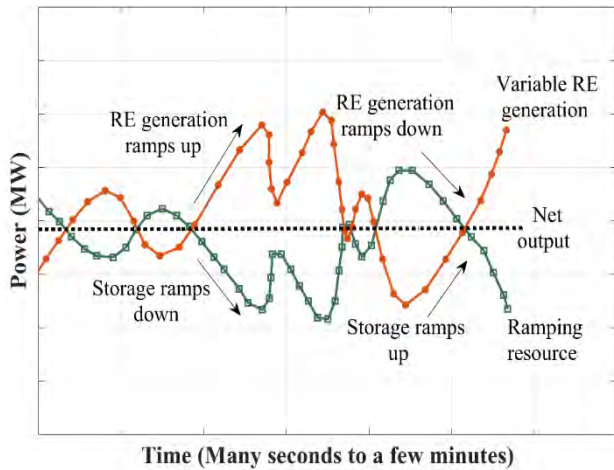 RE generation
ramps up
RE generation
ramps down
Variable RE
generation
Net
output
Storage ramps
down
Storage ramps
up
Ramping
resource
Power (MW)
Time (Many seconds to a few minutes)